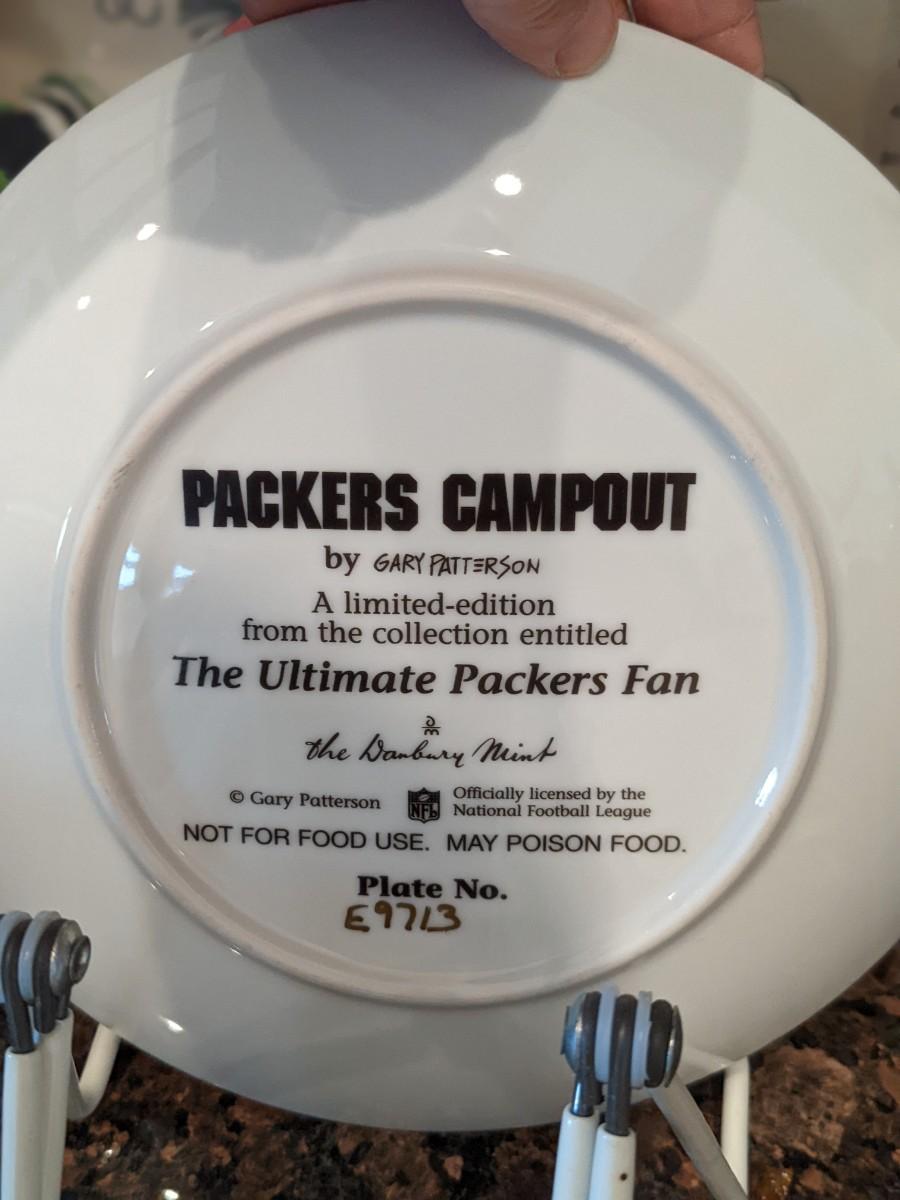 PACKERS CAMPOUT
by GARY PATTERSON
A limited-edition
from the collection entitled
The Ultimate Packers Fan
DM
the Danbury Mint
© Gary Patterson NFL Officially licensed by the
National Football League
NOT FOR FOOD USE. MAY POISON FOOD.
Plate No.
E9713